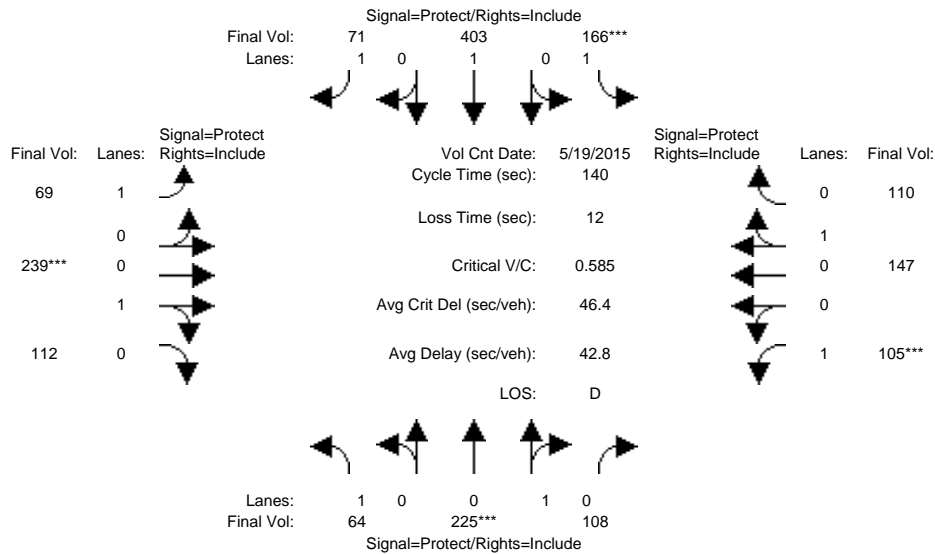 Signal=Protect/Rights=Include
Final Vol: 71 403 166***
Lanes: 1 0 1 0 1
Signal=Protect Signal=Protect
Final Vol: Lanes: Rights=Include Vol Cnt Date: 5/19/2015 Rights=Include Lanes: Final Vol:
Cycle Time (sec): 140
69 1 0 110
Loss Time (sec): 12
0 1
239*** 0 Critical V/C: 0.585 0 147
1 Avg Crit Del (sec/veh): 46.4 0
112 0 Avg Delay (sec/veh): 42.8 1 105***
LOS: D
Lanes: 1 0 0 1 0
Final Vol: 64 225*** 108
Signal=Protect/Rights=Include